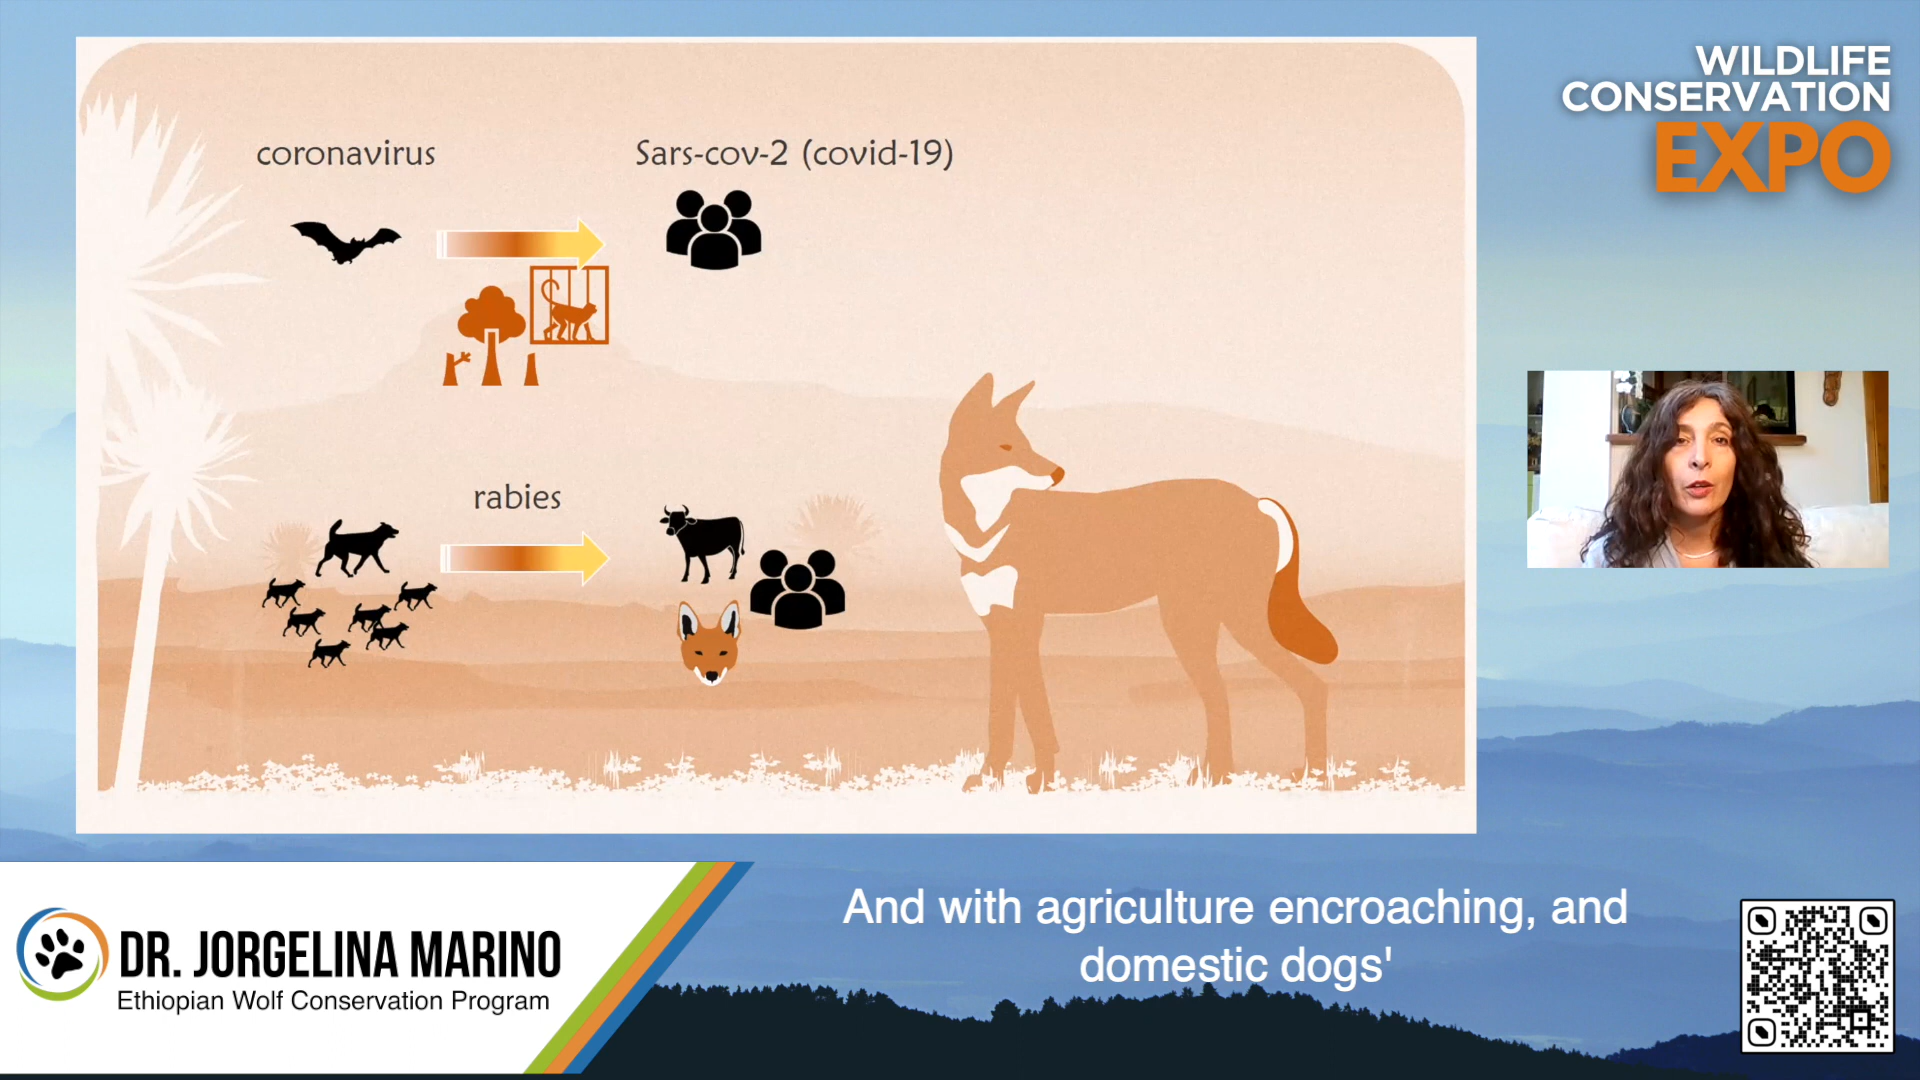 WILDLIFE
CONSERVATION
EXPO
coronavirus
Sars-cov-2 (covid-19)
rabies
DR. JORGELINA MARINO
Ethiopian Wolf Conservation Program
And with agriculture encroaching, and
domestic dogs'